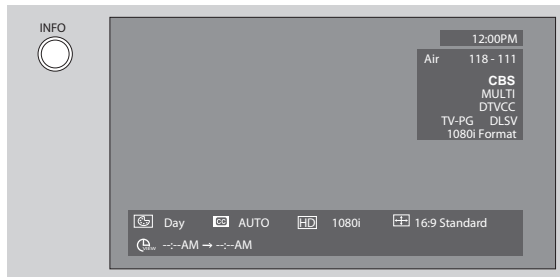 INFO
12:00PM
Air 118 - 111
CBS
MULTI
DTVCC
TV-PG DLSV
1080i Format
Day CC AUTO HD 1080i 16:9 Standard
--:--AM → --:--AM